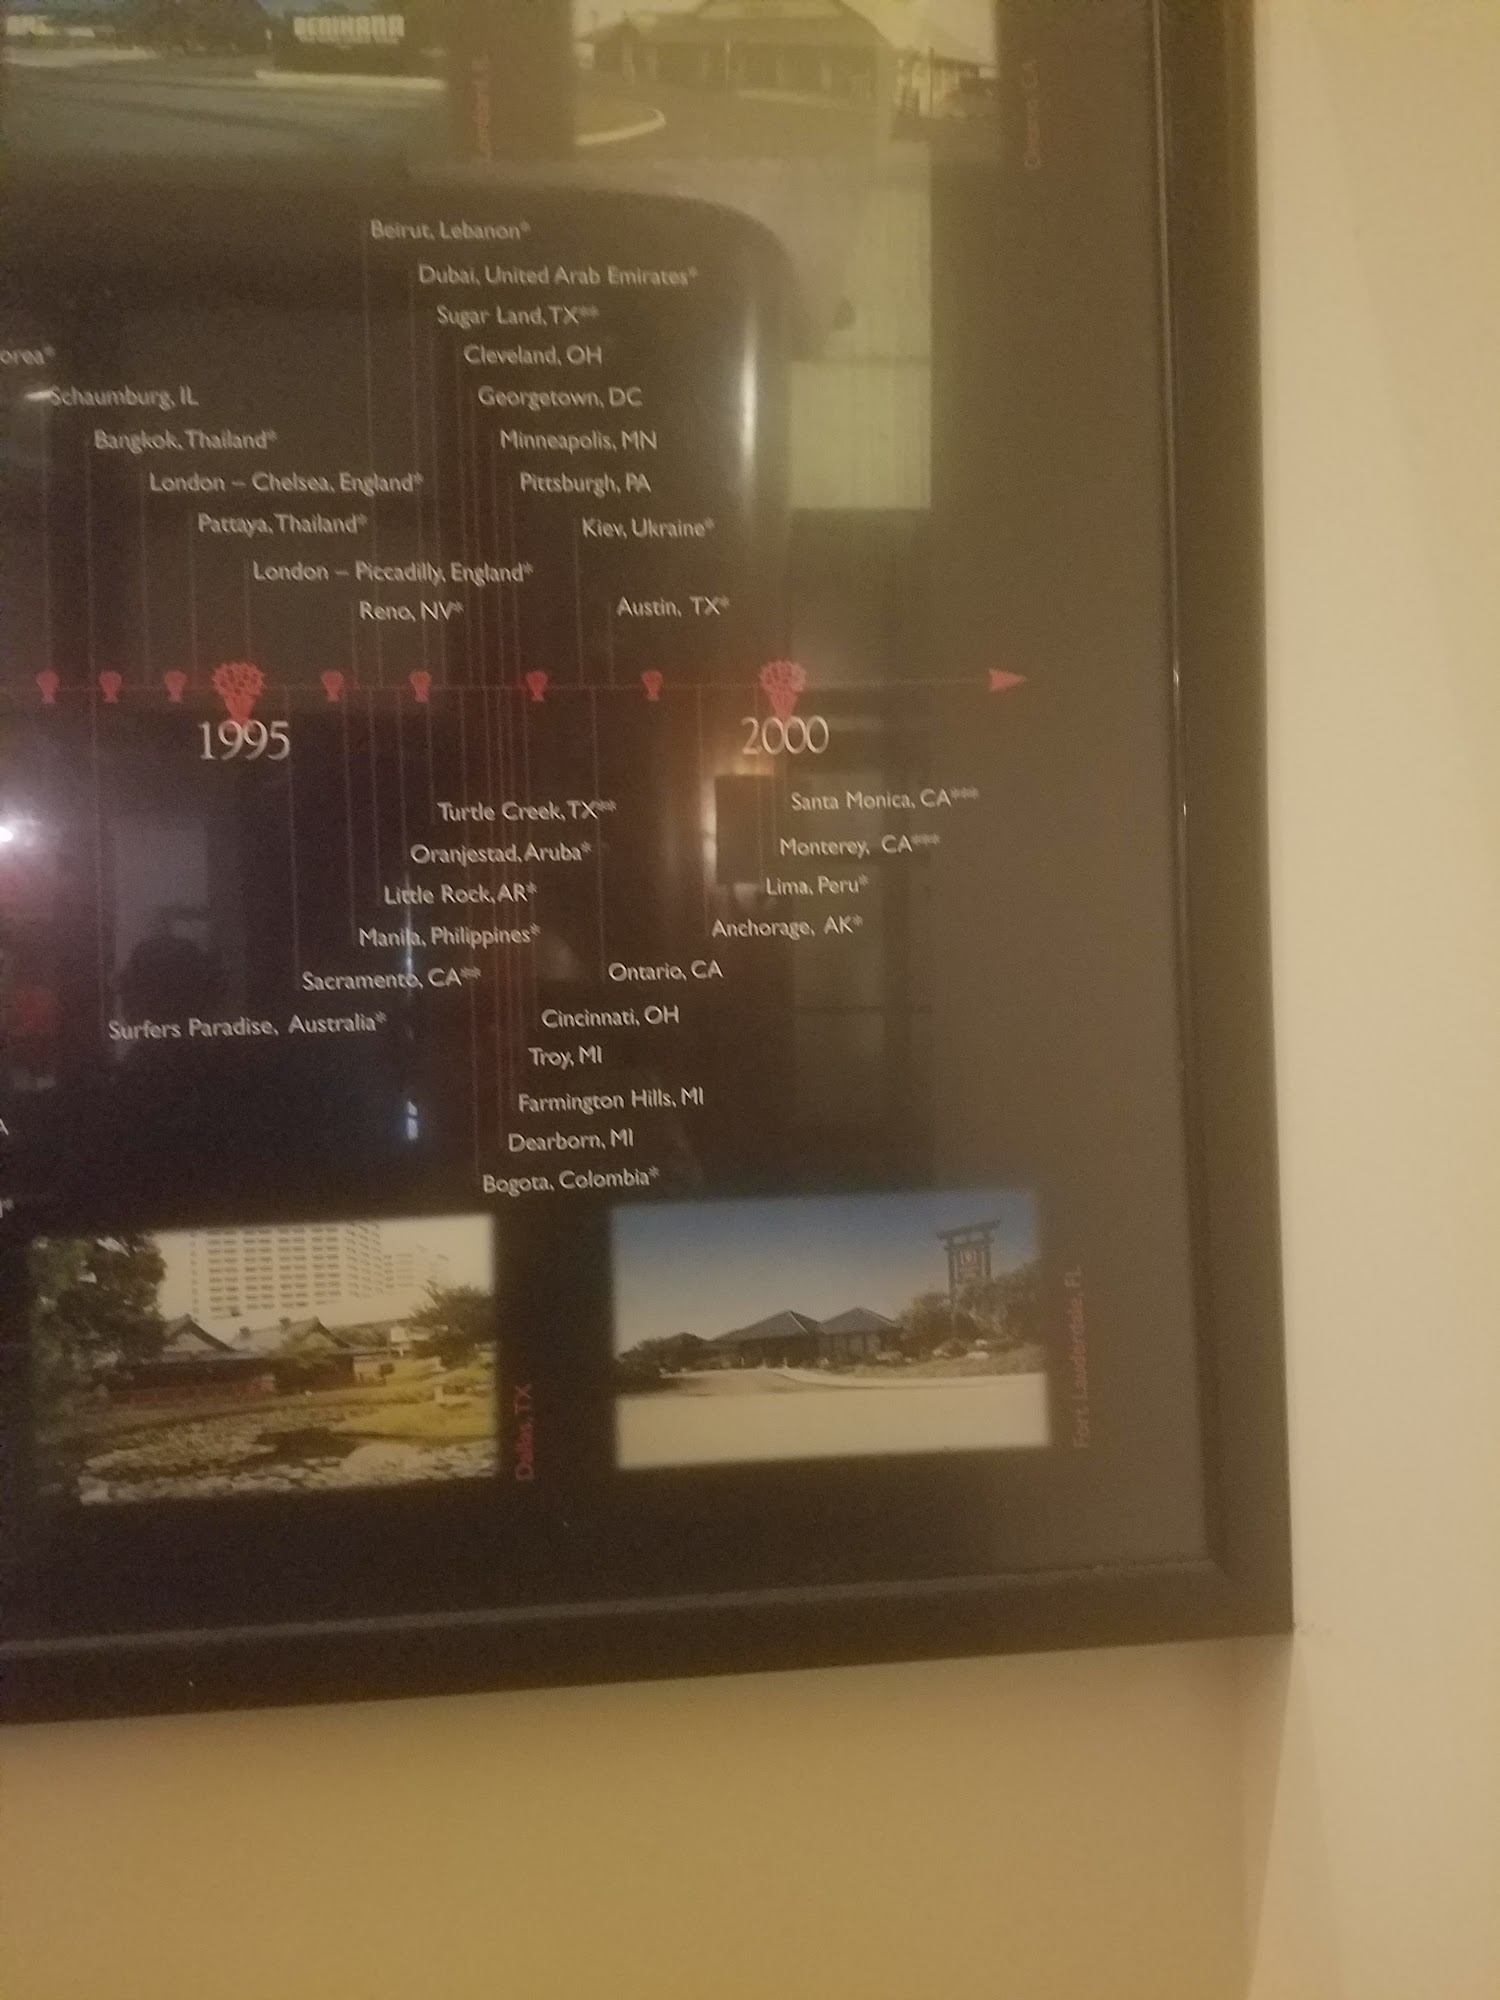 BENIHANA
Beirut, Lebanon*
Dubai, United Arab Emirates*
Sugar Land, TX**
Cleveland, OH
orea*
Georgetown, DC
Schaumburg, IL
Minneapolis, MN
Bangkok, Thailand*
Pittsburgh, PA
London – Chelsea, England*
Kiev, Ukraine*
Pattaya, Thailand*
London – Piccadilly, England*
Reno, NV*
Austin, TX*
1995
2000
Turtle Creek, TX**
Santa Monica, CA***
Oranjestad, Aruba*
Monterey, CA***
Little Rock, AR*
Lima, Peru*
Manila, Philippines*
Anchorage, AK*
Sacramento, CA**
Ontario, CA
Surfers Paradise, Australia*
Cincinnati, OH
Troy, MI
Farmington Hills, MI
Dearborn, MI
Bogota, Colombia*
Dallas, TX
Fort Lauderdale, FL